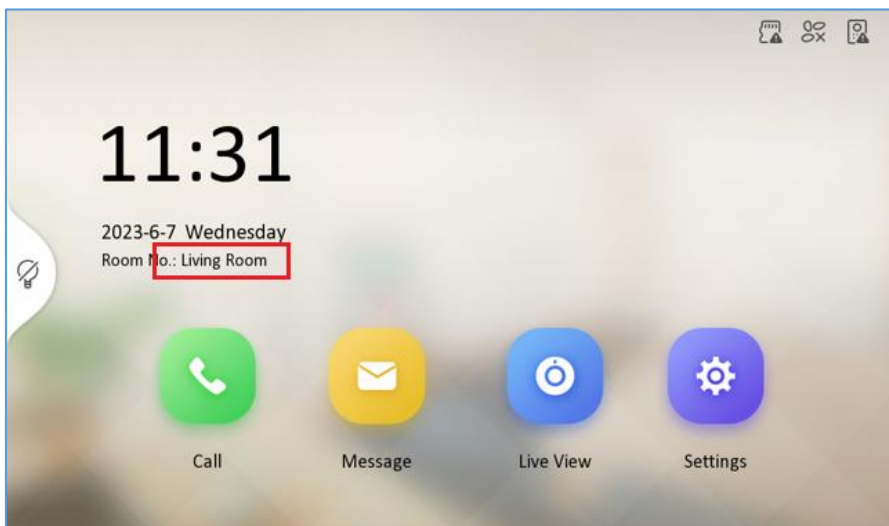 11:31
2023-6-7 Wednesday
Room No.: Living Room
Call
Message
Live View
Settings